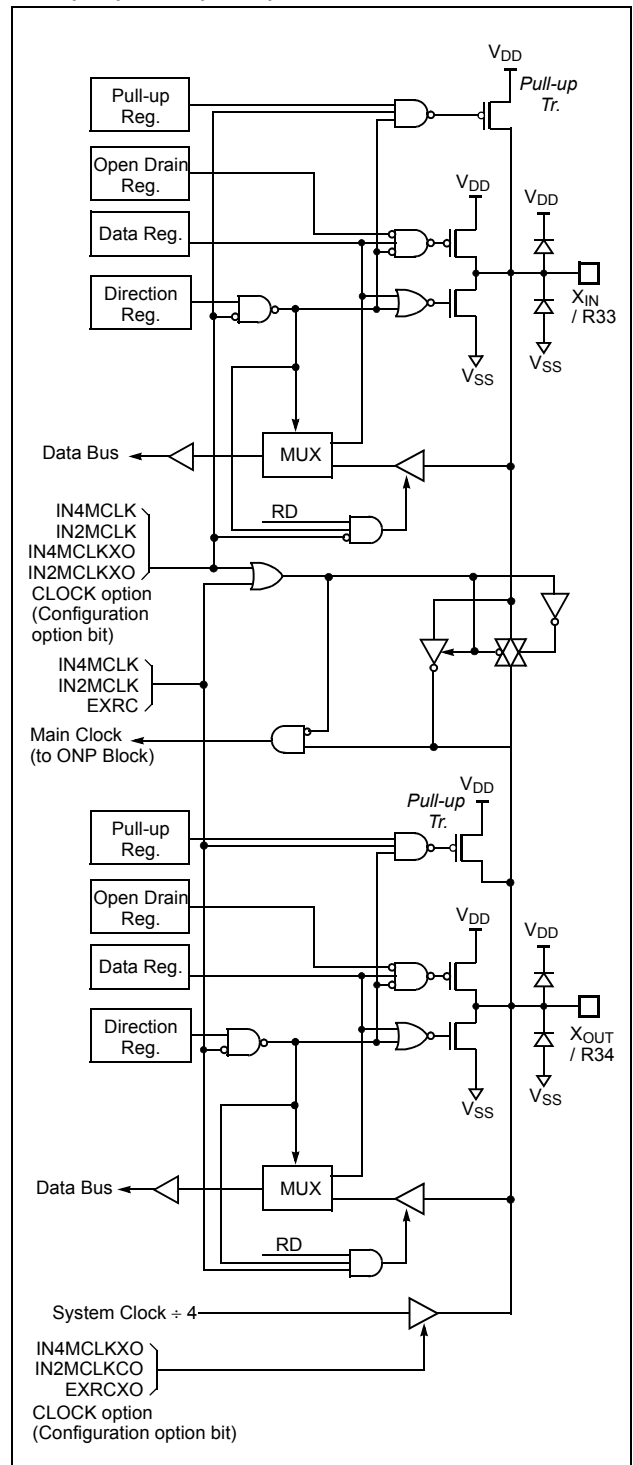 VDD
Pull-up
Tr.
Pull-up
Reg.
Open Drain
Reg.
VDD
VDD
Data Reg.
Direction
Reg.
XIN
/ R33
VSS
VSS
Data Bus
MUX
RD
IN4MCLK
IN2MCLK
IN4MCLKXO
IN2MCLKXO
CLOCK option
(Configuration
option bit)
IN4MCLK
IN2MCLK
EXRC
Main Clock
(to ONP Block)
VDD
Pull-up
Tr.
Pull-up
Reg.
Open Drain
Reg.
VDD
VDD
Data Reg.
Direction
Reg.
XOUT
/ R34
VSS
VSS
Data Bus
MUX
RD
System Clock ÷ 4
IN4MCLKXO
IN2MCLKCO
EXRCXO
CLOCK option
(Configuration option bit)